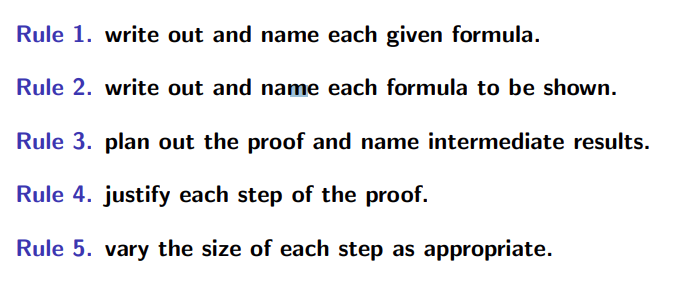 Rule 1. write out and name each given formula.
Rule 2. write out and name each formula to be shown.
Rule 3. plan out the proof and name intermediate results.
Rule 4. justify each step of the proof.
Rule 5. vary the size of each step as appropriate.